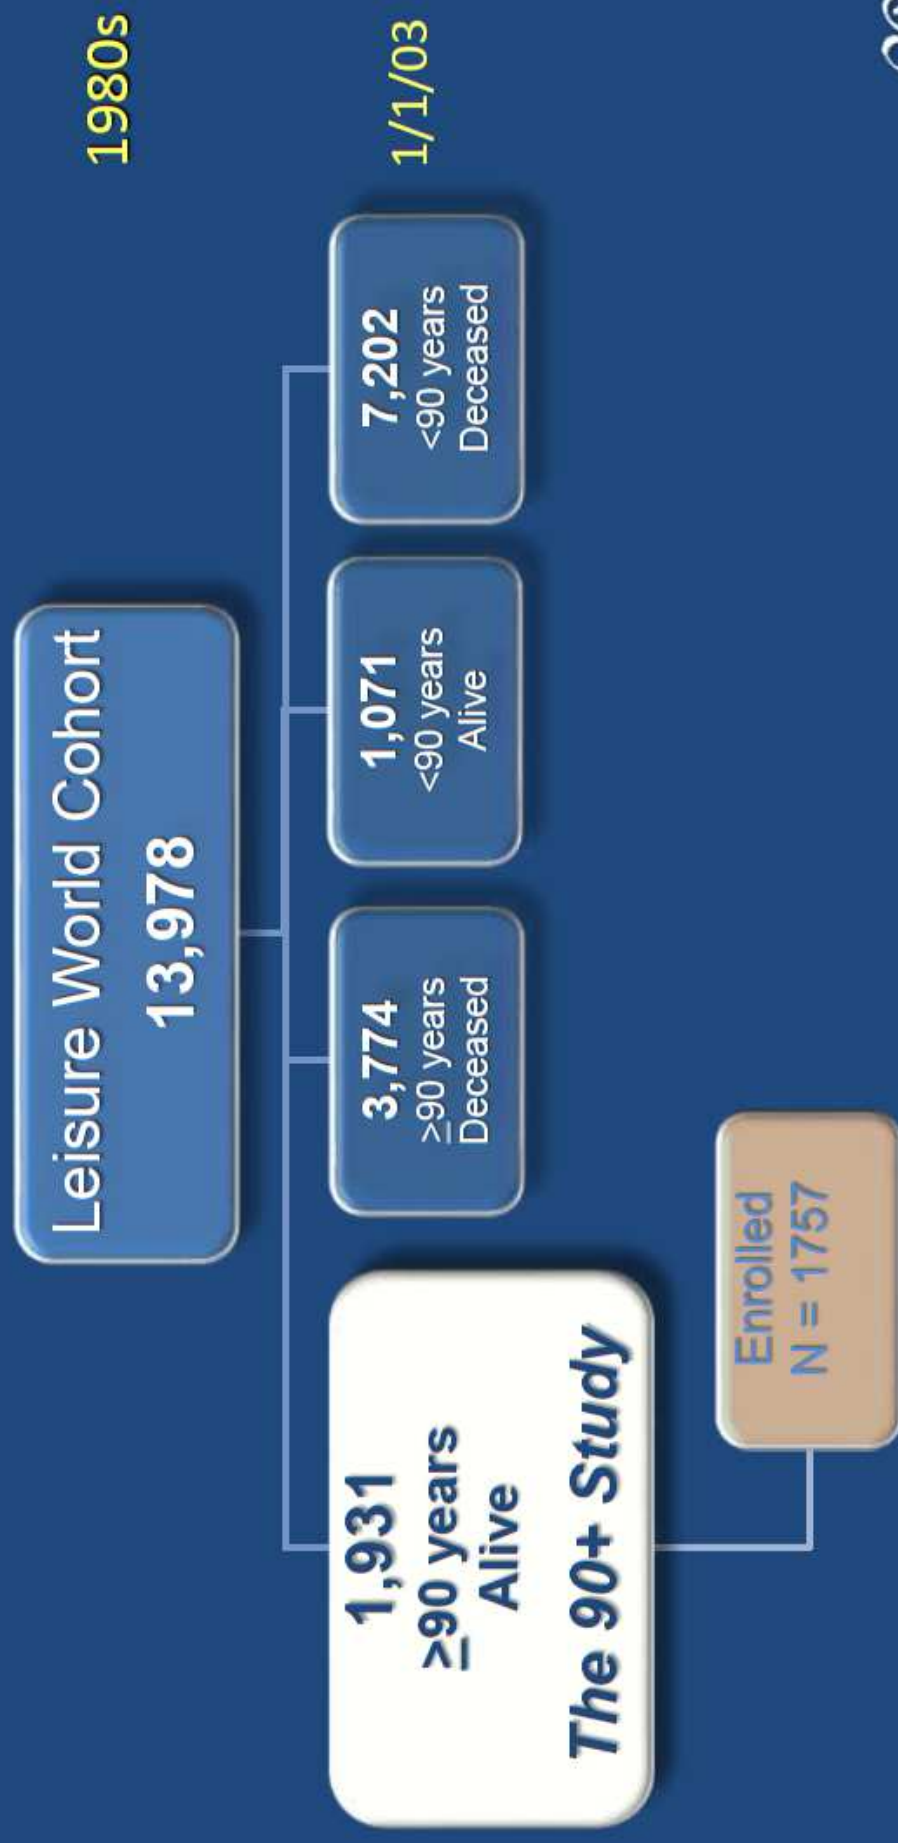 Leisure World Cohort
13,978
1980s
1,931
≥90 years
Alive
The 90+ Study
3,774
≥90 years
Deceased
1,071
<90 years
Alive
7,202
<90 years
Deceased
1/1/03
Enrolled
N = 1757